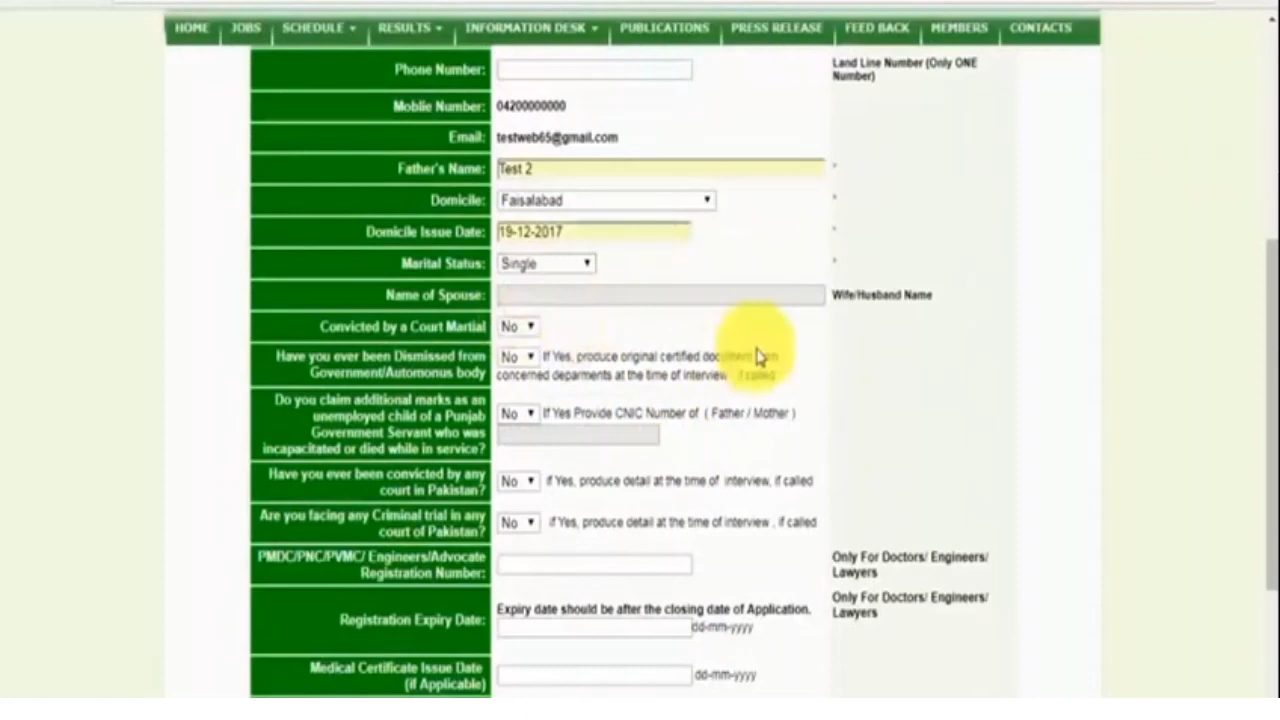 HOME JOBS SCHEDULE RESULTS INFORMATION DESK PUBLICATIONS PRESS RELEASE FEED BACK MEMBERS CONTACTS
Phone Number:
Land Line Number (Only ONE
Number)
Moblie Number: 04200000000
Email: testweb65@gmail.com
Father's Name: Test 2 *
Domicile: Faisalabad *
Domicile Issue Date: 19-12-2017 *
Marital Status: Single *
Name of Spouse: Wife/Husband Name
Convicted by a Court Martial No
Have you ever been Dismissed from
Government/Automonus body
No If Yes, produce original certified document from
concerned deparments at the time of interview , if called
Do you claim additional marks as an
unemployed child of a Punjab
Government Servant who was
incapacitated or died while in service?
No If Yes Provide CNIC Number of ( Father / Mother )
Have you ever been convicted by any
court in Pakistan?
No if Yes, produce detail at the time of interview, if called
Are you facing any Criminal trial in any
court of Pakistan?
No if Yes, produce detail at the time of interview , if called
PMDC/PNC/PVMC/ Engineers/Advocate
Registration Number:
Only For Doctors/ Engineers/
Lawyers
Registration Expiry Date:
Expiry date should be after the closing date of Application.
dd-mm-yyyy
Only For Doctors/ Engineers/
Lawyers
Medical Certificate Issue Date
(if Applicable)
dd-mm-yyyy